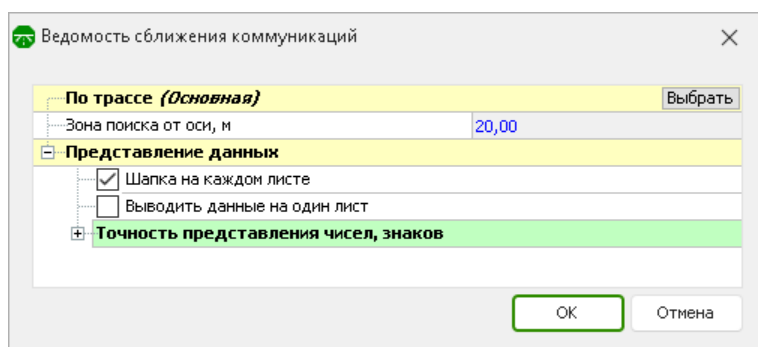 Ведомость сближения коммуникаций
По трассе (Основная) Выбрать
Зона поиска от оси, м 20,00
Представление данных
Шапка на каждом листе
Выводить данные на один лист
Точность представления чисел, знаков
ОК Отмена